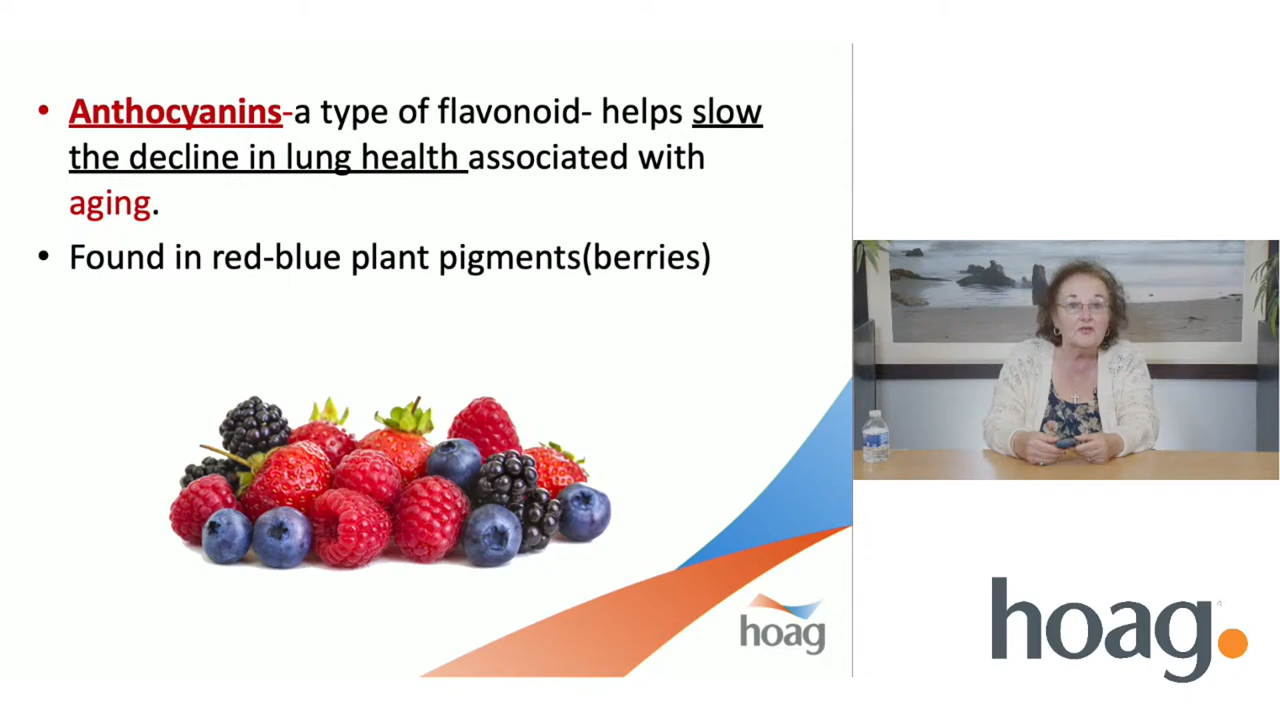 • Anthocyanins-a type of flavonoid- helps slow
the decline in lung health associated with
aging.
• Found in red-blue plant pigments(berries)
hoag
hoag.